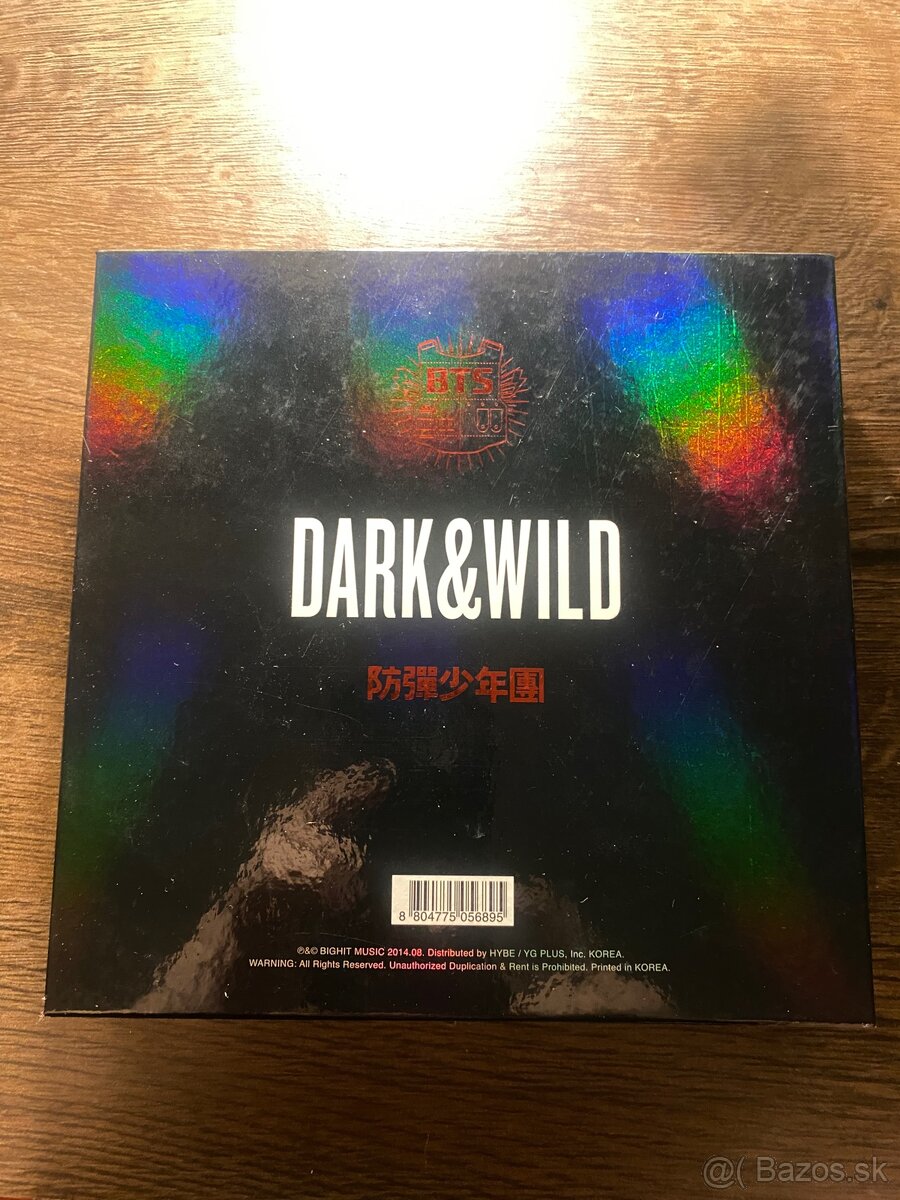 BTS
DARK&WILD
防彈少年團
8 804775 056895
℗&© BIGHIT MUSIC 2014.08. Distributed by HYBE / YG PLUS, Inc. KOREA.
WARNING: All Rights Reserved. Unauthorized Duplication & Rent is Prohibited. Printed in KOREA.
@( Bazos.sk